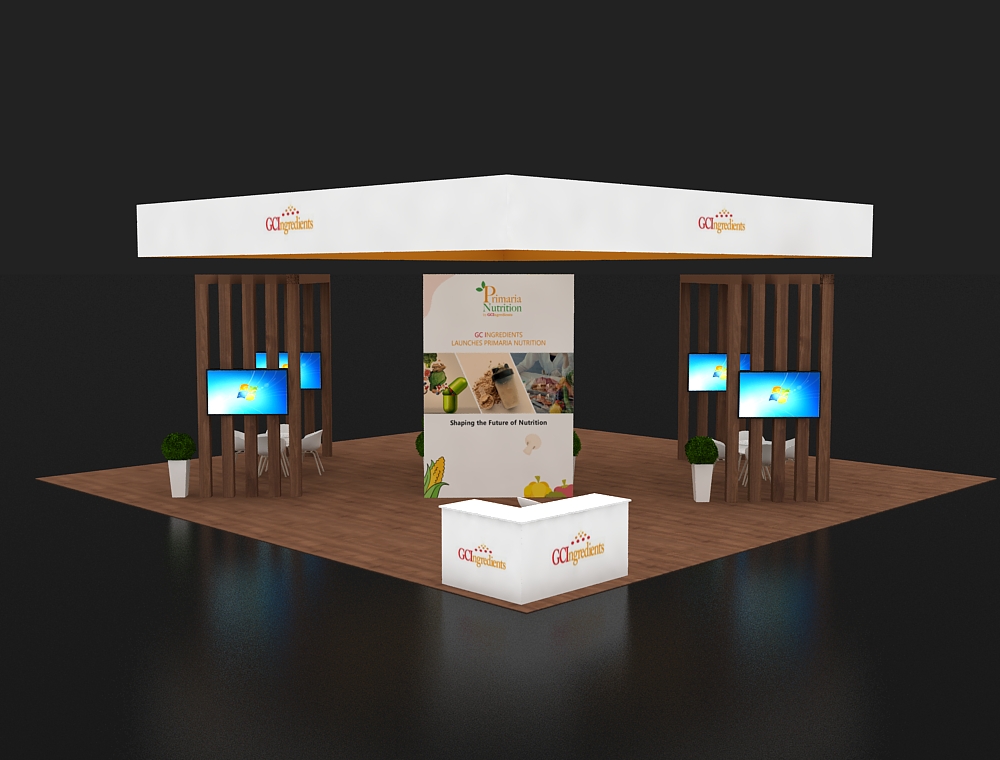 GCIngredients
GCIngredients
Primaria
Nutrition
GC INGREDIENTS
LAUNCHES PRIMARIA NUTRITION
Shaping the Future of Nutrition
GCIngredients
GCIngredients